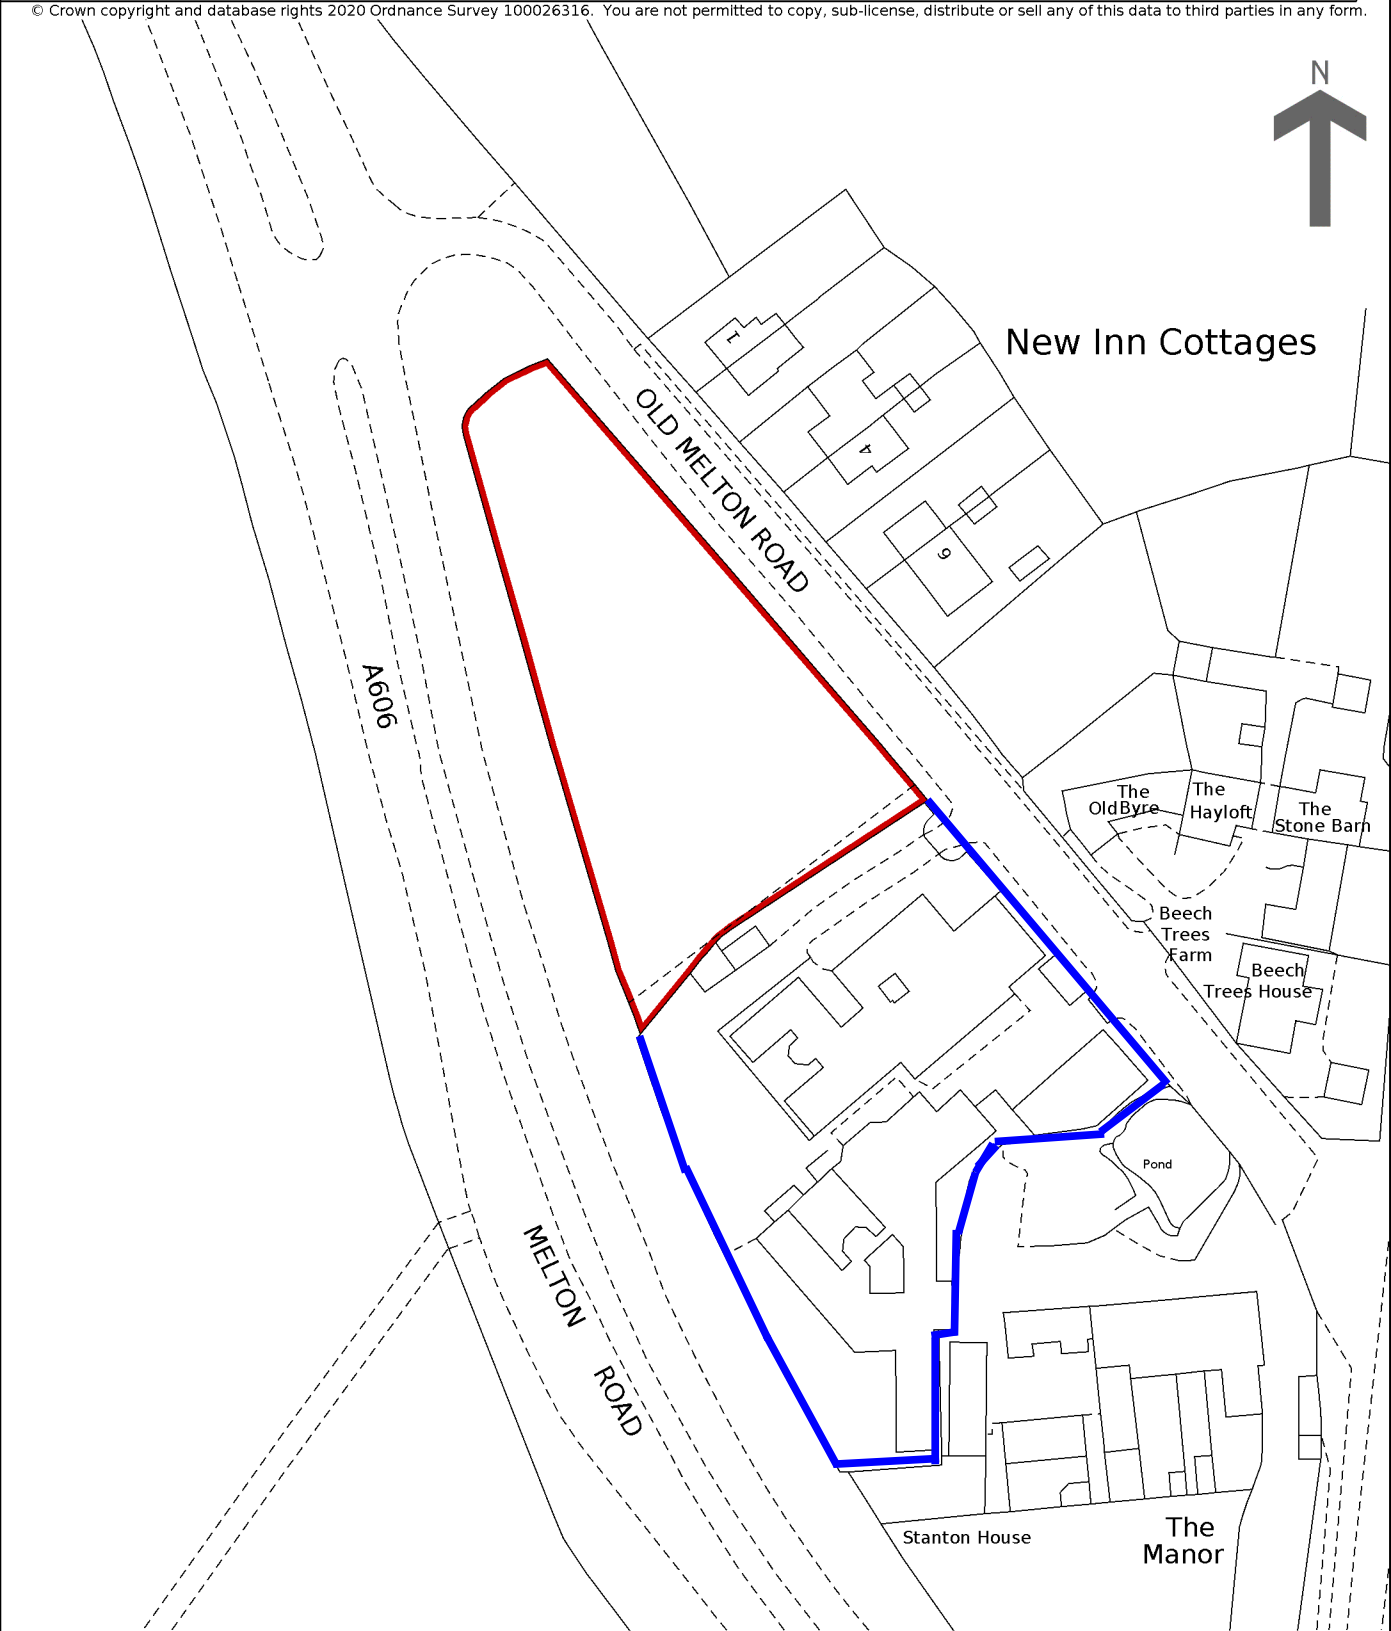 © Crown copyright and database rights 2020 Ordnance Survey 100026316.  You are not permitted to copy, sub-license, distribute or sell any of this data to third parties in any form.
N
New Inn Cottages
1
OLD MELTON ROAD
4
6
A606
The
Old Byre
The
Hayloft
The
Stone Barn
Beech
Trees
Farm
Beech
Trees House
Pond
MELTON
ROAD
Stanton House
The
Manor